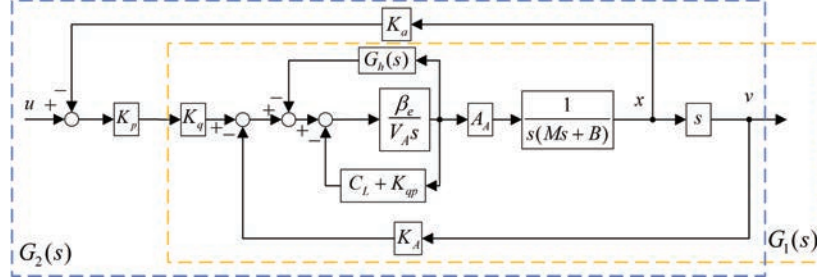 K_a
G_h(s)
− u + K_p K_q + − + − + − β_e / V_A s A_A 1 / s(Ms + B) x s v
C_L + K_qp
K_A
G_2(s) G_1(s)